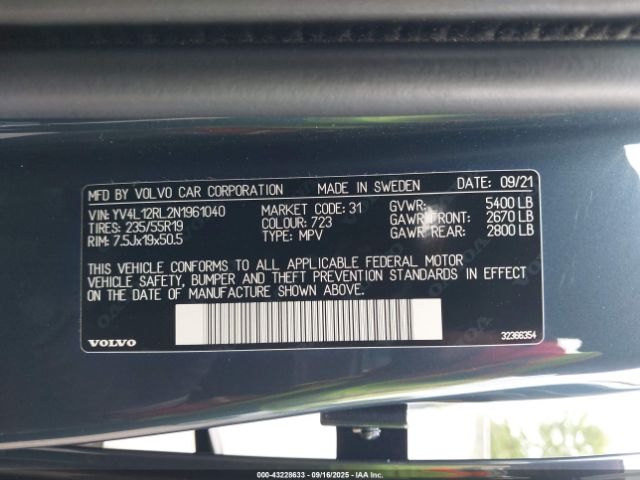 MFD BY VOLVO CAR CORPORATION MADE IN SWEDEN DATE: 09/21
VIN: YV4L12RL2N1961040 MARKET CODE: 31 GVWR: 5400 LB
TIRES: 235/55R19 COLOUR: 723 GAWR FRONT: 2670 LB
RIM: 7.5Jx19x50.5 TYPE: MPV GAWR REAR: 2800 LB
THIS VEHICLE CONFORMS TO ALL APPLICABLE FEDERAL MOTOR
VEHICLE SAFETY, BUMPER AND THEFT PREVENTION STANDARDS IN EFFECT
ON THE DATE OF MANUFACTURE SHOWN ABOVE.
VOLVO 32366354
000-43228633 - 09/16/2025 - IAA Inc.